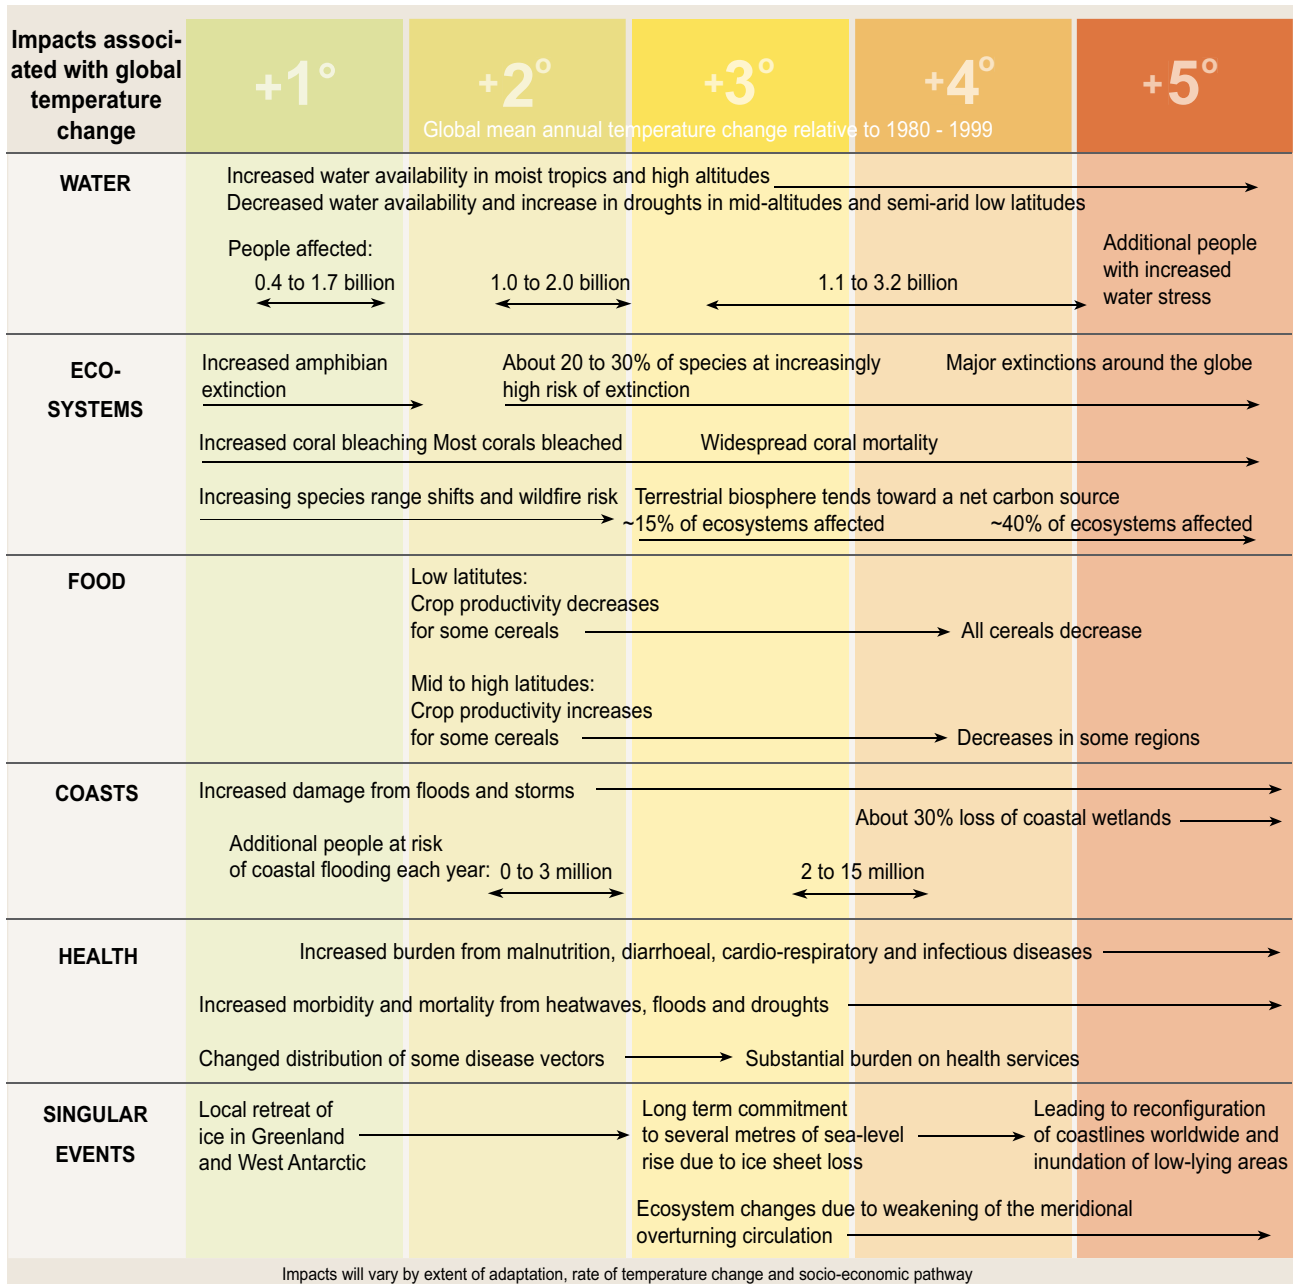 Impacts associ-
ated with global
temperature
change
+1°
+2°
+3°
+4°
+5°
Global mean annual temperature change relative to 1980 - 1999
WATER
Increased water availability in moist tropics and high altitudes
Decreased water availability and increase in droughts in mid-altitudes and semi-arid low latitudes
People affected:
0.4 to 1.7 billion
1.0 to 2.0 billion
1.1 to 3.2 billion
Additional people
with increased
water stress
ECO-
SYSTEMS
Increased amphibian
extinction
About 20 to 30% of species at increasingly
high risk of extinction
Major extinctions around the globe
Increased coral bleaching Most corals bleached
Widespread coral mortality
Increasing species range shifts and wildfire risk
Terrestrial biosphere tends toward a net carbon source
~15% of ecosystems affected
~40% of ecosystems affected
FOOD
Low latitutes:
Crop productivity decreases
for some cereals
All cereals decrease
Mid to high latitudes:
Crop productivity increases
for some cereals
Decreases in some regions
COASTS
Increased damage from floods and storms
About 30% loss of coastal wetlands
Additional people at risk
of coastal flooding each year:
0 to 3 million
2 to 15 million
HEALTH
Increased burden from malnutrition, diarrhoeal, cardio-respiratory and infectious diseases
Increased morbidity and mortality from heatwaves, floods and droughts
Changed distribution of some disease vectors
Substantial burden on health services
SINGULAR
EVENTS
Local retreat of
ice in Greenland
and West Antarctic
Long term commitment
to several metres of sea-level
rise due to ice sheet loss
Leading to reconfiguration
of coastlines worldwide and
inundation of low-lying areas
Ecosystem changes due to weakening of the meridional
overturning circulation
Impacts will vary by extent of adaptation, rate of temperature change and socio-economic pathway